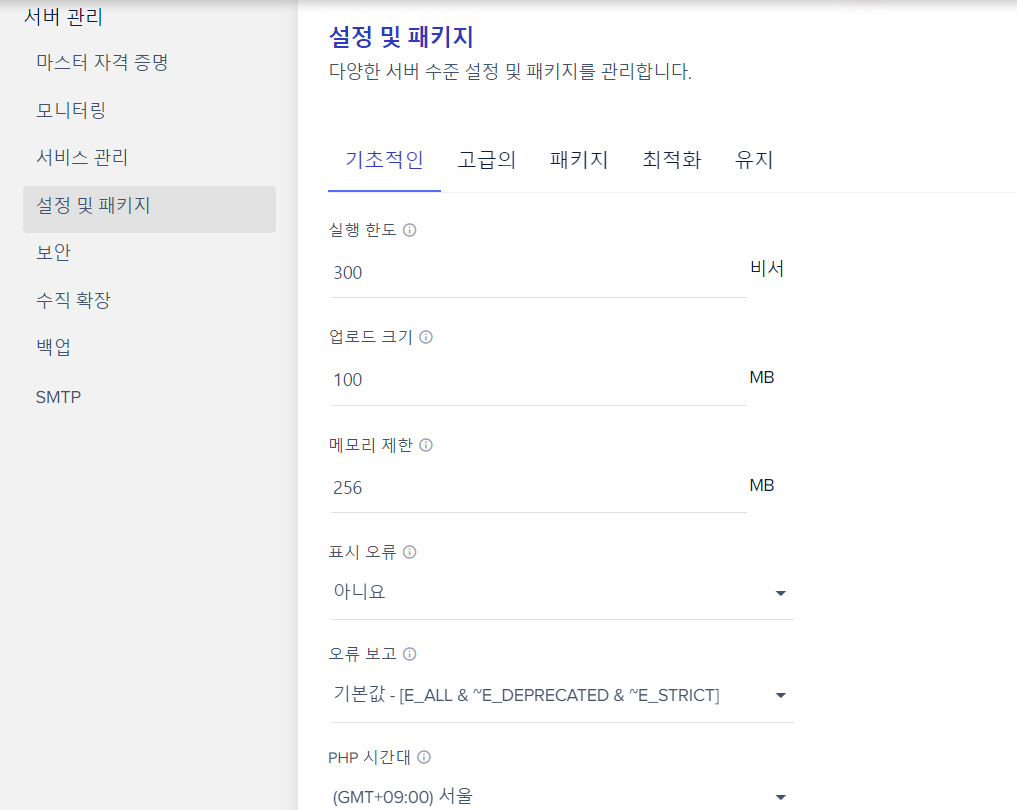 서버 관리
마스터 자격 증명
모니터링
서비스 관리
설정 및 패키지
보안
수직 확장
백업
SMTP
설정 및 패키지
다양한 서버 수준 설정 및 패키지를 관리합니다.
기초적인 고급의 패키지 최적화 유지
실행 한도
300 비서
업로드 크기
100 MB
메모리 제한
256 MB
표시 오류
아니요
오류 보고
기본값 - [E_ALL & ~E_DEPRECATED & ~E_STRICT]
PHP 시간대
(GMT+09:00) 서울